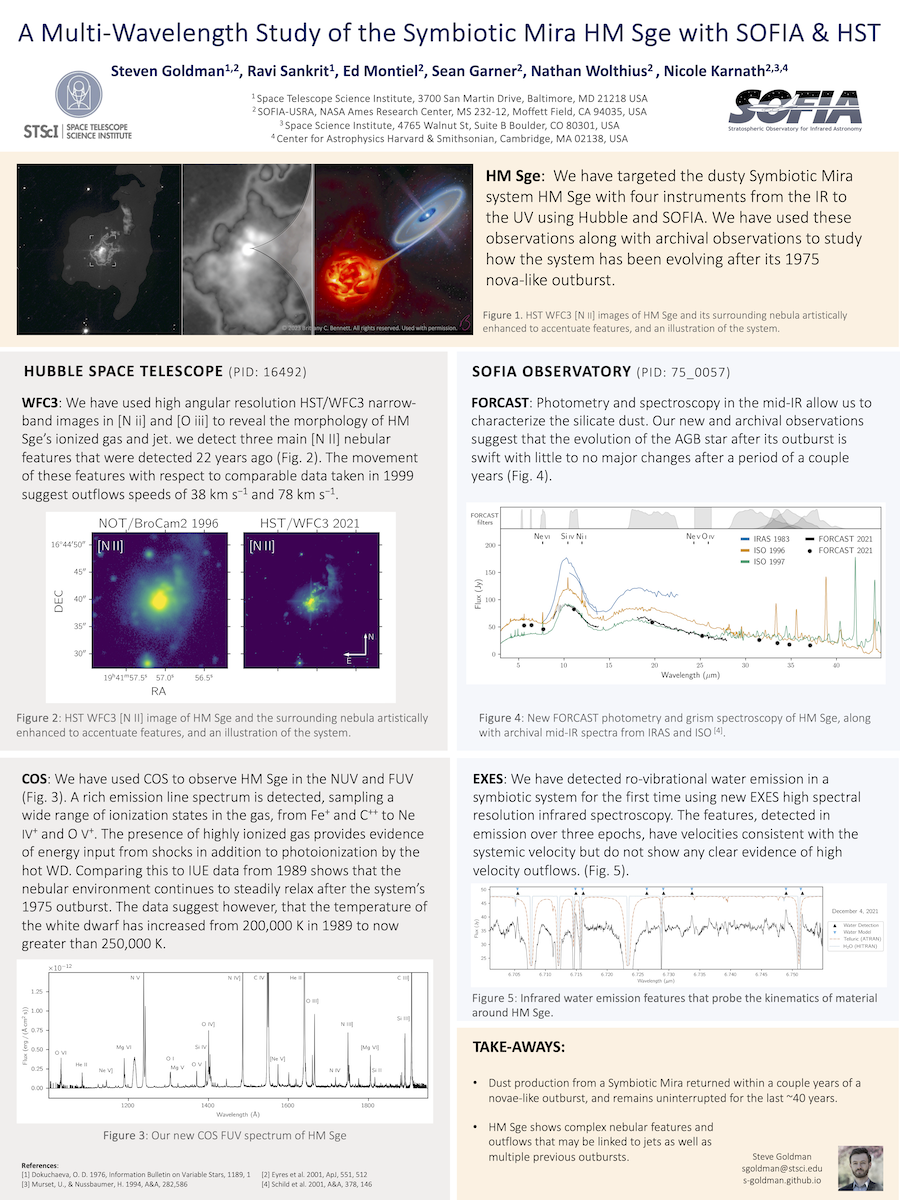 A Multi-Wavelength Study of the Symbiotic Mira HM Sge with SOFIA & HST
Steven Goldman1,2, Ravi Sankrit1, Ed Montiel2, Sean Garner2, Nathan Wolthius2 , Nicole Karnath2,3,4
1 Space Telescope Science Institute, 3700 San Martin Drive, Baltimore, MD 21218 USA
2 SOFIA-USRA, NASA Ames Research Center, MS 232-12, Moffett Field, CA 94035, USA
3 Space Science Institute, 4765 Walnut St, Suite B Boulder, CO 80301, USA
4 Center for Astrophysics Harvard & Smithsonian, Cambridge, MA 02138, USA
STScI | SPACE TELESCOPE
SCIENCE INSTITUTE
SOFIA
Stratospheric Observatory for Infrared Astronomy
HM Sge: We have targeted the dusty Symbiotic Mira
system HM Sge with four instruments from the IR to
the UV using Hubble and SOFIA. We have used these
observations along with archival observations to study
how the system has been evolving after its 1975
nova-like outburst.
© 2023 Brittany C. Bennett. All rights reserved. Used with permission.
Figure 1. HST WFC3 [N II] images of HM Sge and its surrounding nebula artistically
enhanced to accentuate features, and an illustration of the system.
HUBBLE SPACE TELESCOPE (PID: 16492)
WFC3: We have used high angular resolution HST/WFC3 narrow-
band images in [N ii] and [O iii] to reveal the morphology of HM
Sge's ionized gas and jet. we detect three main [N II] nebular
features that were detected 22 years ago (Fig. 2). The movement
of these features with respect to comparable data taken in 1999
suggest outflows speeds of 38 km s−1 and 78 km s−1.
NOT/BroCam2 1996 HST/WFC3 2021
[N II] [N II]
16°44′50″
45″
40″
35″
30″
DEC
N
E
19h41m57.5s 57.0s 56.5s
RA
Figure 2: HST WFC3 [N II] image of HM Sge and the surrounding nebula artistically
enhanced to accentuate features, and an illustration of the system.
SOFIA OBSERVATORY (PID: 75_0057)
FORCAST: Photometry and spectroscopy in the mid-IR allow us to
characterize the silicate dust. Our new and archival observations
suggest that the evolution of the AGB star after its outburst is
swift with little to no major changes after a period of a couple
years (Fig. 4).
FORCAST
filters
Ne VI Si IV Ni I Ne V O IV
IRAS 1983 FORCAST 2021
ISO 1996 FORCAST 2021
ISO 1997
200
150
100
50
0
Flux (Jy)
5 10 15 20 25 30 35 40
Wavelength (μm)
Figure 4: New FORCAST photometry and grism spectroscopy of HM Sge, along
with archival mid-IR spectra from IRAS and ISO [4].
COS: We have used COS to observe HM Sge in the NUV and FUV
(Fig. 3). A rich emission line spectrum is detected, sampling a
wide range of ionization states in the gas, from Fe+ and C++ to Ne
IV+ and O V+. The presence of highly ionized gas provides evidence
of energy input from shocks in addition to photoionization by the
hot WD. Comparing this to IUE data from 1989 shows that the
nebular environment continues to steadily relax after the system's
1975 outburst. The data suggest however, that the temperature of
the white dwarf has increased from 200,000 K in 1989 to now
greater than 250,000 K.
×10−12
N V N IV] C IV He II C III]
O III]
Si III]
O IV] N III]
Mg VI Si IV [Mg VI]
O VI O I [Ne V]
He II Mg V O V
Ne V] N IV Si II
1.25
1.00
0.75
0.50
0.25
0.00
Flux (erg / (Å cm2 s))
1200 1400 1600 1800
Wavelength (Å)
Figure 3: Our new COS FUV spectrum of HM Sge
References:
[1] Dokuchaeva, O. D. 1976, Information Bulletin on Variable Stars, 1189, 1 [2] Eyres et al. 2001, ApJ, 551, 512
[3] Murset, U., & Nussbaumer, H. 1994, A&A, 282,586 [4] Schild et al. 2001, A&A, 378, 146
EXES: We have detected ro-vibrational water emission in a
symbiotic system for the first time using new EXES high spectral
resolution infrared spectroscopy. The features, detected in
emission over three epochs, have velocities consistent with the
systemic velocity but do not show any clear evidence of high
velocity outflows. (Fig. 5).
50
45
40
35
30
25
Flux (Jy)
6.705 6.710 6.715 6.720 6.725 6.730 6.735 6.740 6.745 6.750
Wavelength (μm)
December 4, 2021
Water Detection
Water Model
Telluric (ATRAN)
H2O (HITRAN)
Figure 5: Infrared water emission features that probe the kinematics of material
around HM Sge.
TAKE-AWAYS:
• Dust production from a Symbiotic Mira returned within a couple years of a
novae-like outburst, and remains uninterrupted for the last ~40 years.
• HM Sge shows complex nebular features and
outflows that may be linked to jets as well as
multiple previous outbursts.
Steve Goldman
sgoldman@stsci.edu
s-goldman.github.io